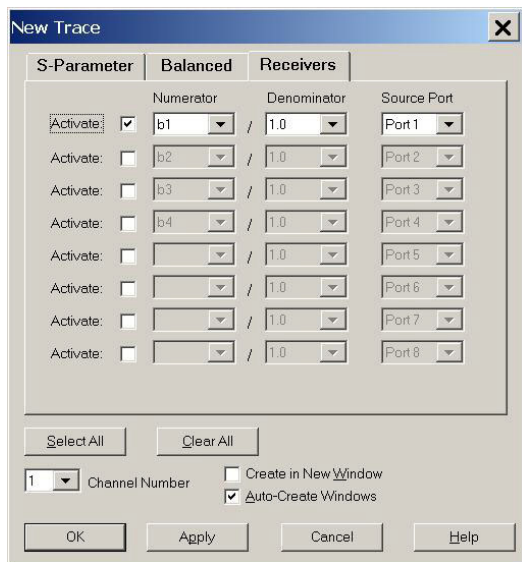 New Trace
S-Parameter Balanced Receivers
Numerator Denominator Source Port
Activate: b1 / 1.0 Port 1
Activate: b2 / 1.0 Port 2
Activate: b3 / 1.0 Port 3
Activate: b4 / 1.0 Port 4
Activate: / 1.0 Port 5
Activate: / 1.0 Port 6
Activate: / 1.0 Port 7
Activate: / 1.0 Port 8
Select All Clear All
1 Channel Number
Create in New Window
Auto-Create Windows
OK Apply Cancel Help